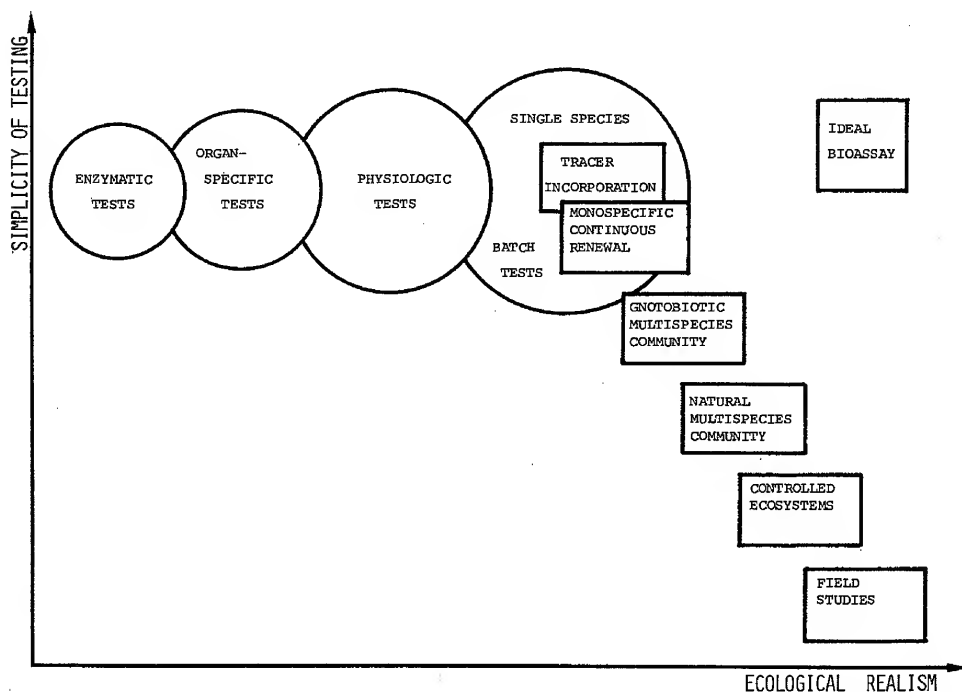 SIMPLICITY OF TESTING
ENZYMATIC
TESTS
ORGAN-
SPECIFIC
TESTS
PHYSIOLOGIC
TESTS
SINGLE SPECIES
TRACER
INCORPORATION
MONOSPECIFIC
CONTINUOUS
RENEWAL
BATCH
TESTS
IDEAL
BIOASSAY
GNOTOBIOTIC
MULTISPECIES
COMMUNITY
NATURAL
MULTISPECIES
COMMUNITY
CONTROLLED
ECOSYSTEMS
FIELD
STUDIES
ECOLOGICAL REALISM